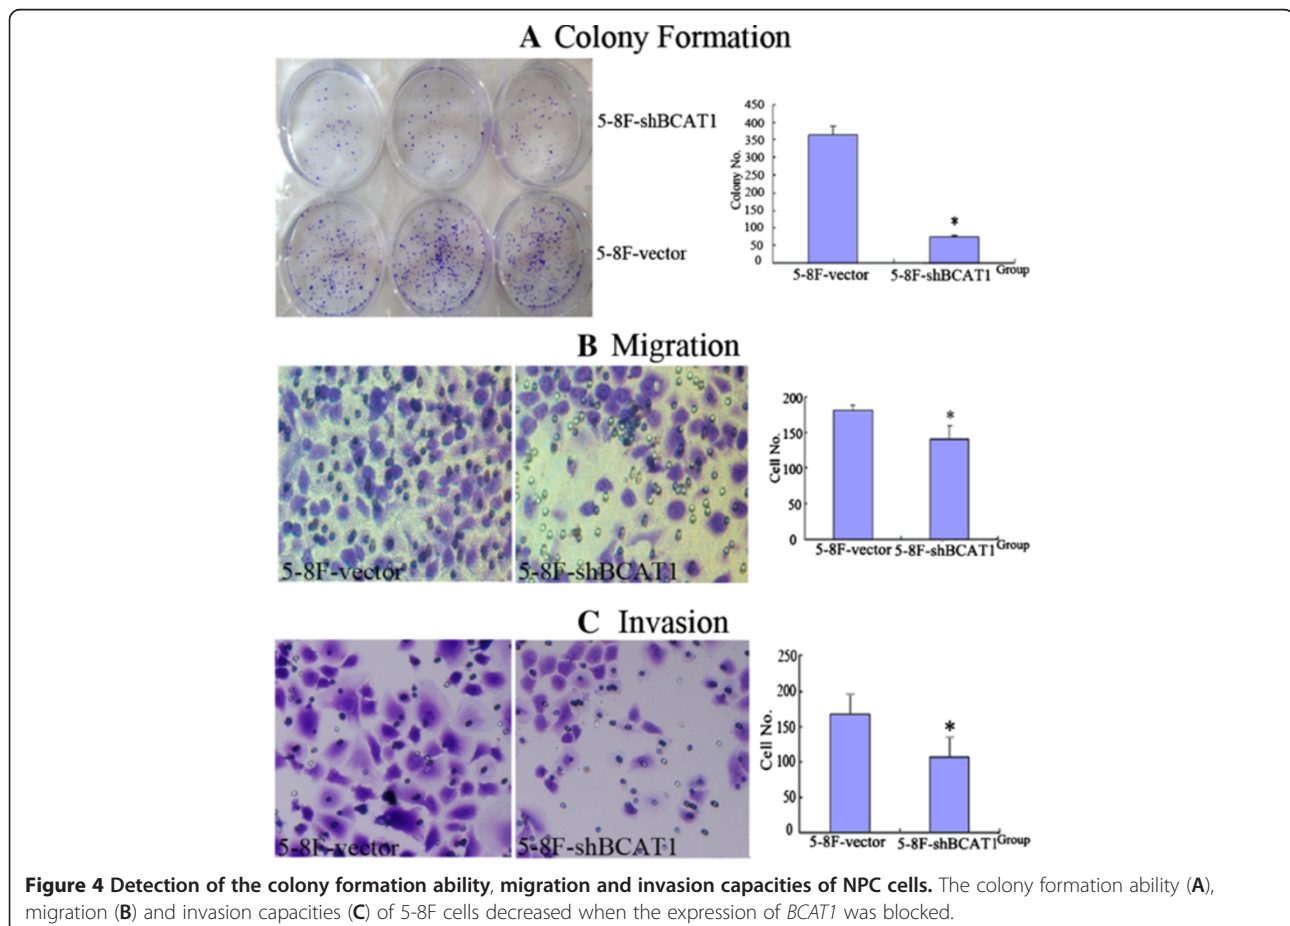 A Colony Formation
5-8F-shBCAT1
5-8F-vector
Colony No.
450
400
350
300
250
200
150
100
50
0
*
5-8F-vector
5-8F-shBCAT1
Group
B Migration
5-8F-vector
5-8F-shBCAT1
Cell No.
200
150
100
50
0
*
5-8F-vector
5-8F-shBCAT1
Group
C Invasion
5-8F-vector
5-8F-shBCAT1
Cell No.
250
200
150
100
50
0
*
5-8F-vector
5-8F-shBCAT1
Group
Figure 4 Detection of the colony formation ability, migration and invasion capacities of NPC cells. The colony formation ability (A),
migration (B) and invasion capacities (C) of 5-8F cells decreased when the expression of BCAT1 was blocked.